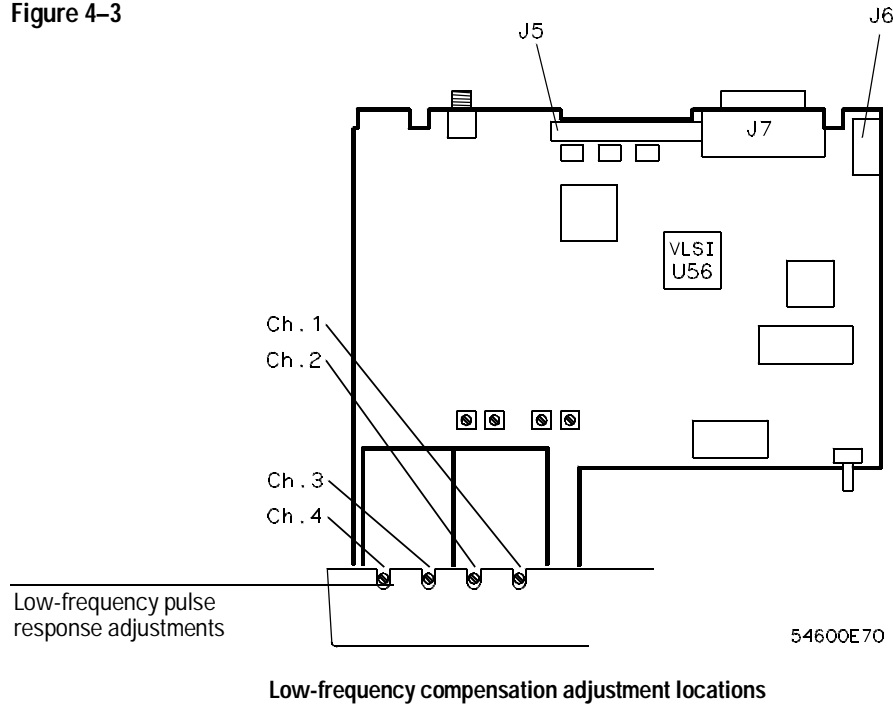 Figure 4–3
J5
J6
J7
VLSI
U56
Ch.1
Ch.2
Ch.3
Ch.4
Low-frequency pulse
response adjustments
54600E70
Low-frequency compensation adjustment locations